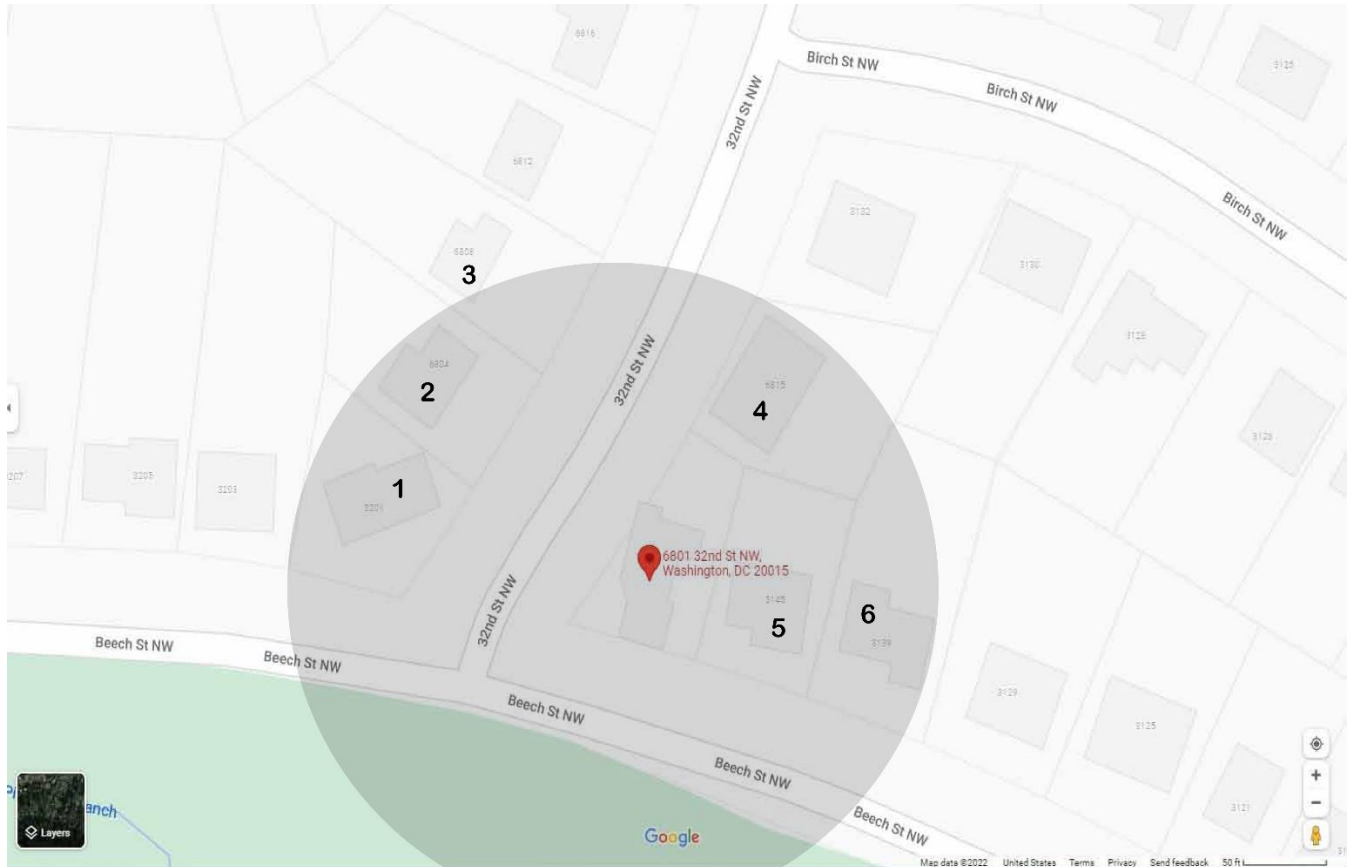 6816
Birch St NW
Birch St NW
3125
32nd St NW
6812
Birch St NW
3132
6808
3
3130
32nd St NW
3128
6804
2
6815
4
3126
3207
3205
3203
1
3201
6801 32nd St NW,
Washington, DC 20015
3145
5
6
3139
32nd St NW
Beech St NW
Beech St NW
3129
Beech St NW
3125
Beech St NW
3121
Beech St NW
Layers
Google
Map data ©2022 United States Terms Privacy Send feedback 50 ft